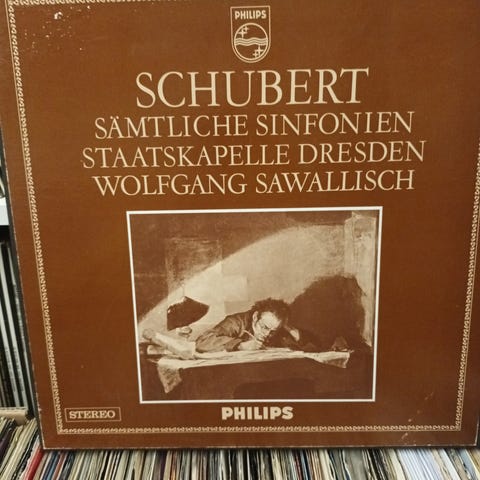 PHILIPS
SCHUBERT
SÄMTLICHE SINFONIEN
STAATSKAPELLE DRESDEN
WOLFGANG SAWALLISCH
STEREO
PHILIPS